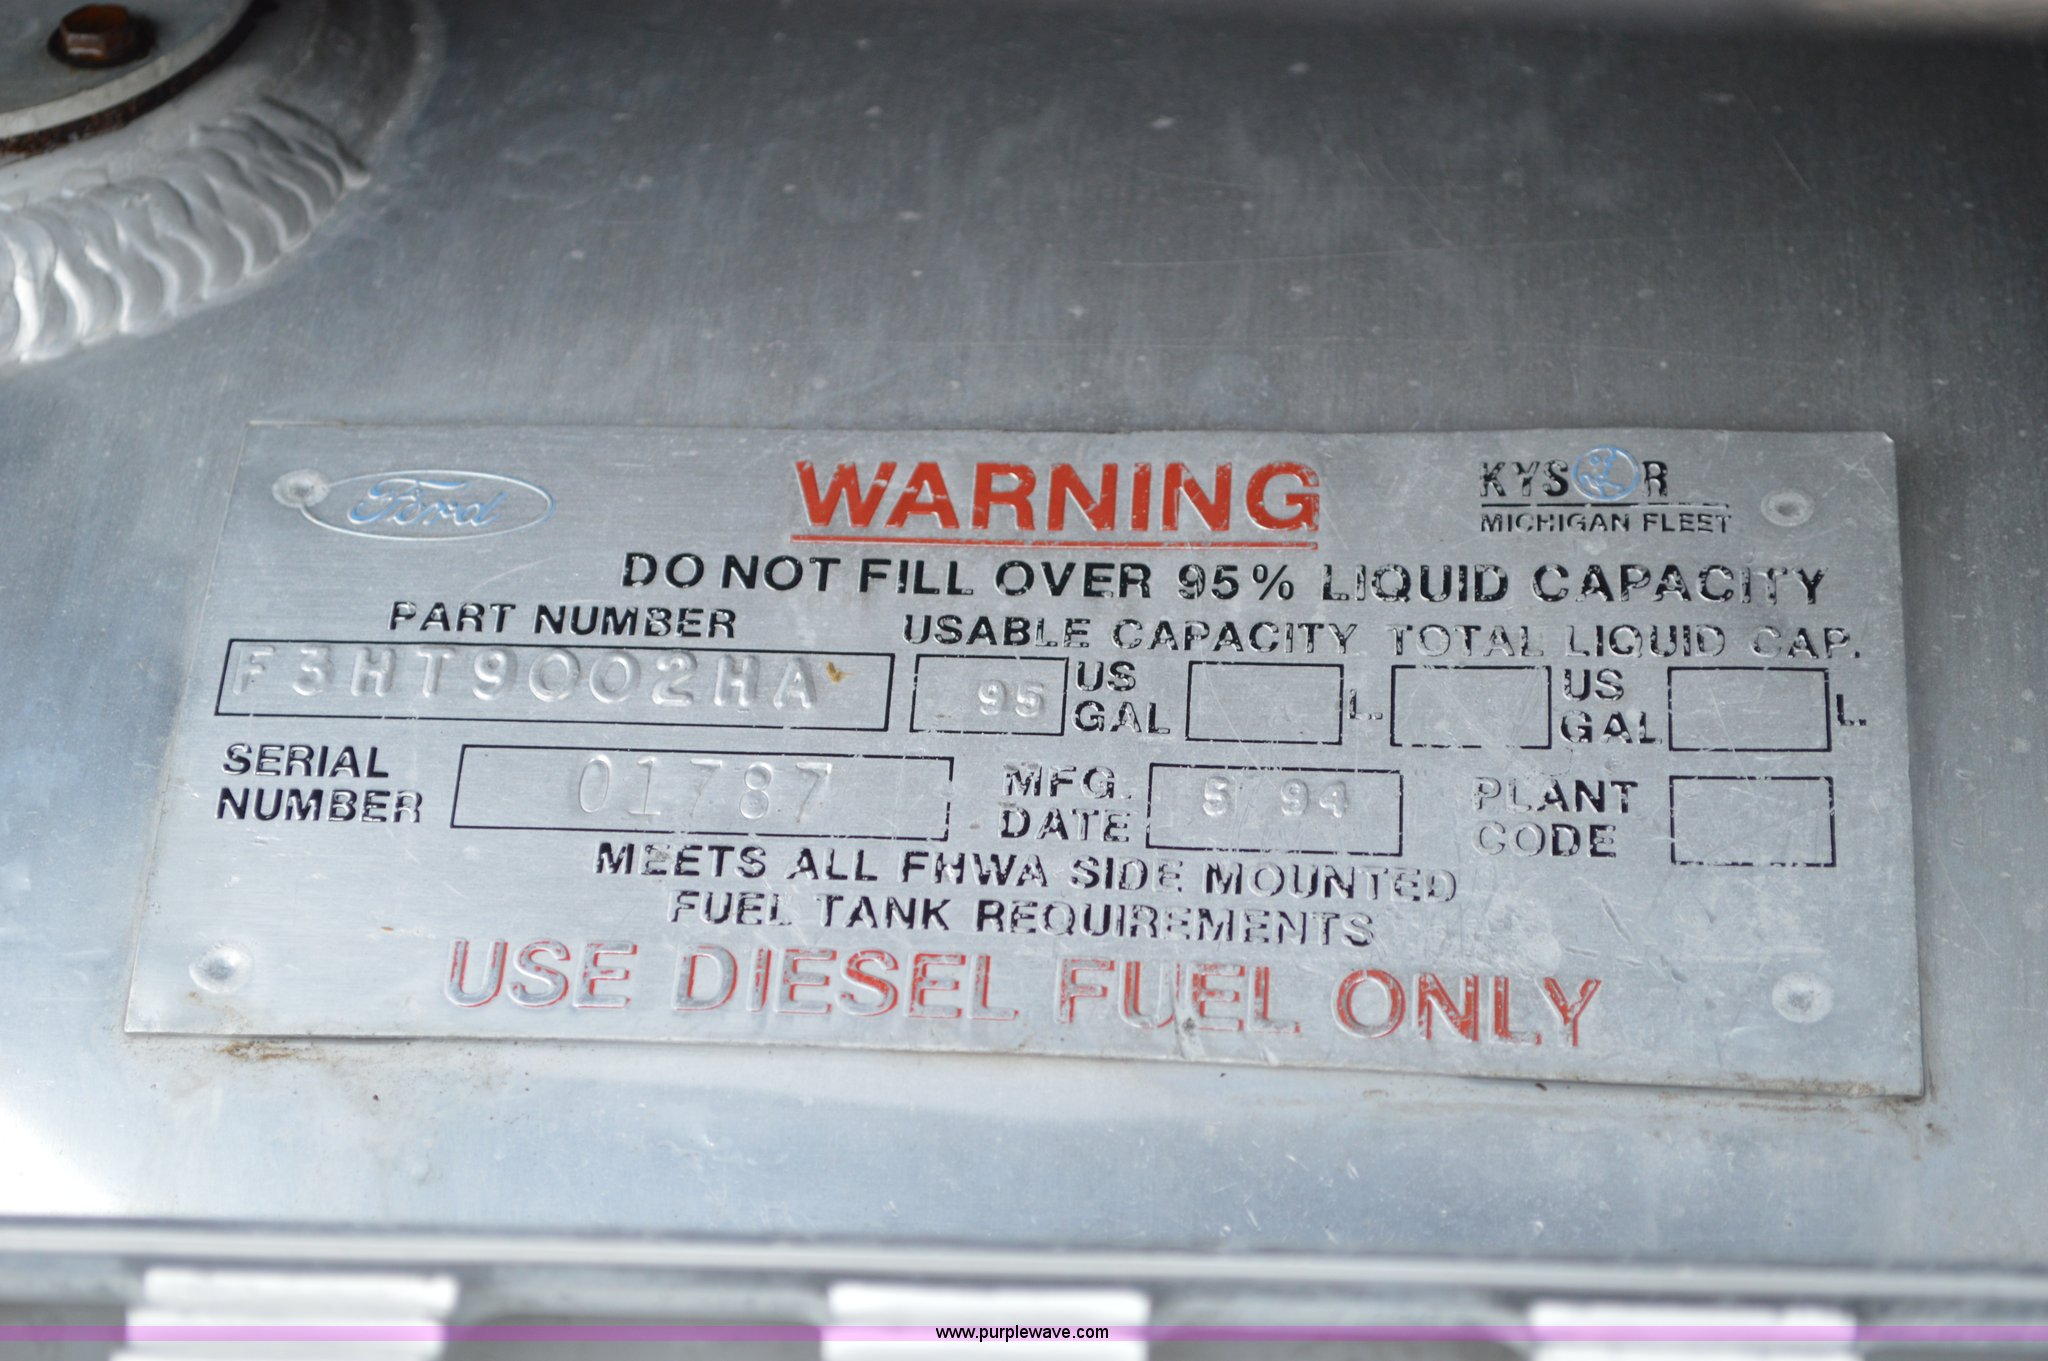 Ford
WARNING
KYSOR
MICHIGAN FLEET
DO NOT FILL OVER 95% LIQUID CAPACITY
PART NUMBER USABLE CAPACITY TOTAL LIQUID CAP.
F3HT9002HA 95 US GAL L. US GAL L.
SERIAL NUMBER 01787 MFG. DATE 5 94 PLANT CODE
MEETS ALL FHWA SIDE MOUNTED
FUEL TANK REQUIREMENTS
USE DIESEL FUEL ONLY
www.purplewave.com